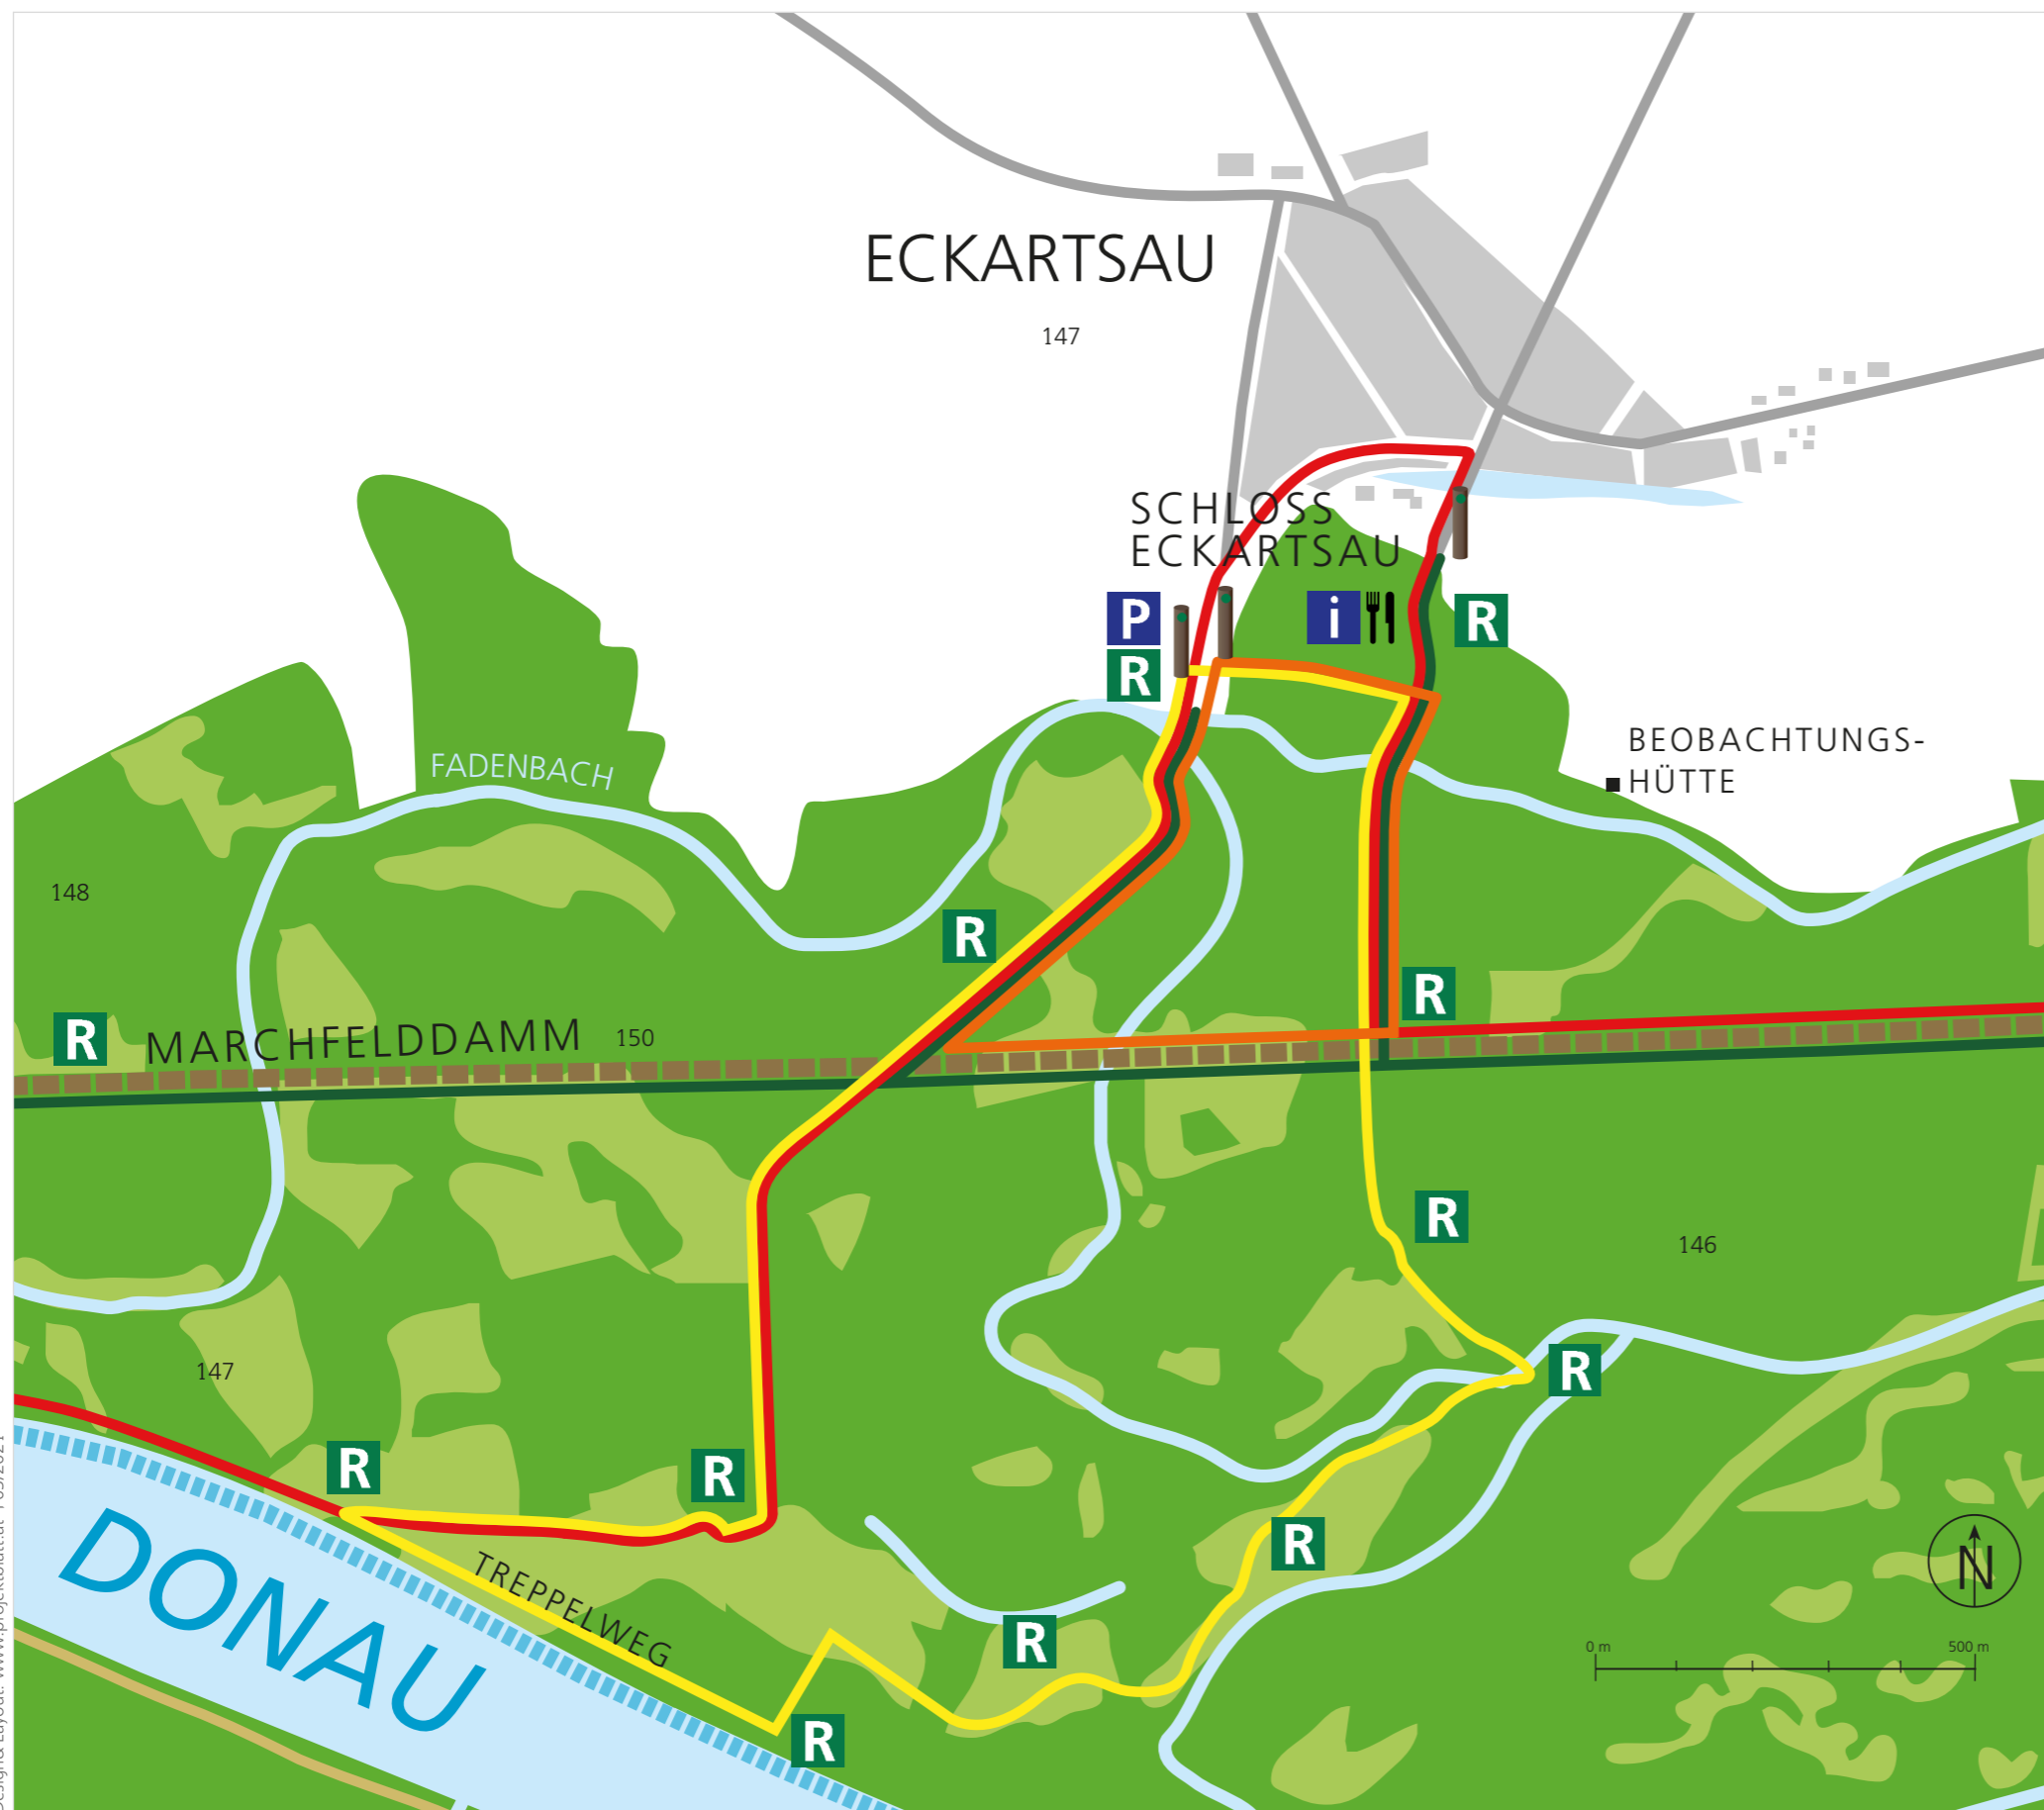 ECKARTSAU
147
SCHLOSS
ECKARTSAU
P
i
R
R
BEOBACHTUNGS-
HÜTTE
FADENBACH
148
R
R
R
MARCHFELDDAMM
150
R
146
147
R
R
R
R
DONAU
TREPPELWEG
R
R
N
0 m
500 m